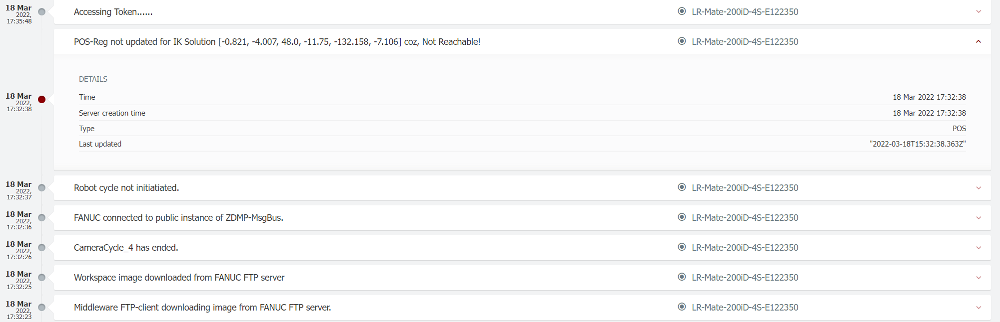 18 Mar
2022,
17:35:48
Accessing Token......
LR-Mate-200iD-4S-E122350
POS-Reg not updated for IK Solution [-0.821, -4.007, 48.0, -11.75, -132.158, -7.106] coz, Not Reachable!
LR-Mate-200iD-4S-E122350
18 Mar
2022,
17:32:38
DETAILS
Time 18 Mar 2022 17:32:38
Server creation time 18 Mar 2022 17:32:38
Type POS
Last updated "2022-03-18T15:32:38.363Z"
18 Mar
2022,
17:32:37
Robot cycle not initiatiated.
LR-Mate-200iD-4S-E122350
18 Mar
2022,
17:32:36
FANUC connected to public instance of ZDMP-MsgBus.
LR-Mate-200iD-4S-E122350
18 Mar
2022,
17:32:26
CameraCycle_4 has ended.
LR-Mate-200iD-4S-E122350
18 Mar
2022,
17:32:25
Workspace image downloaded from FANUC FTP server
LR-Mate-200iD-4S-E122350
18 Mar
2022,
17:32:23
Middleware FTP-client downloading image from FANUC FTP server.
LR-Mate-200iD-4S-E122350